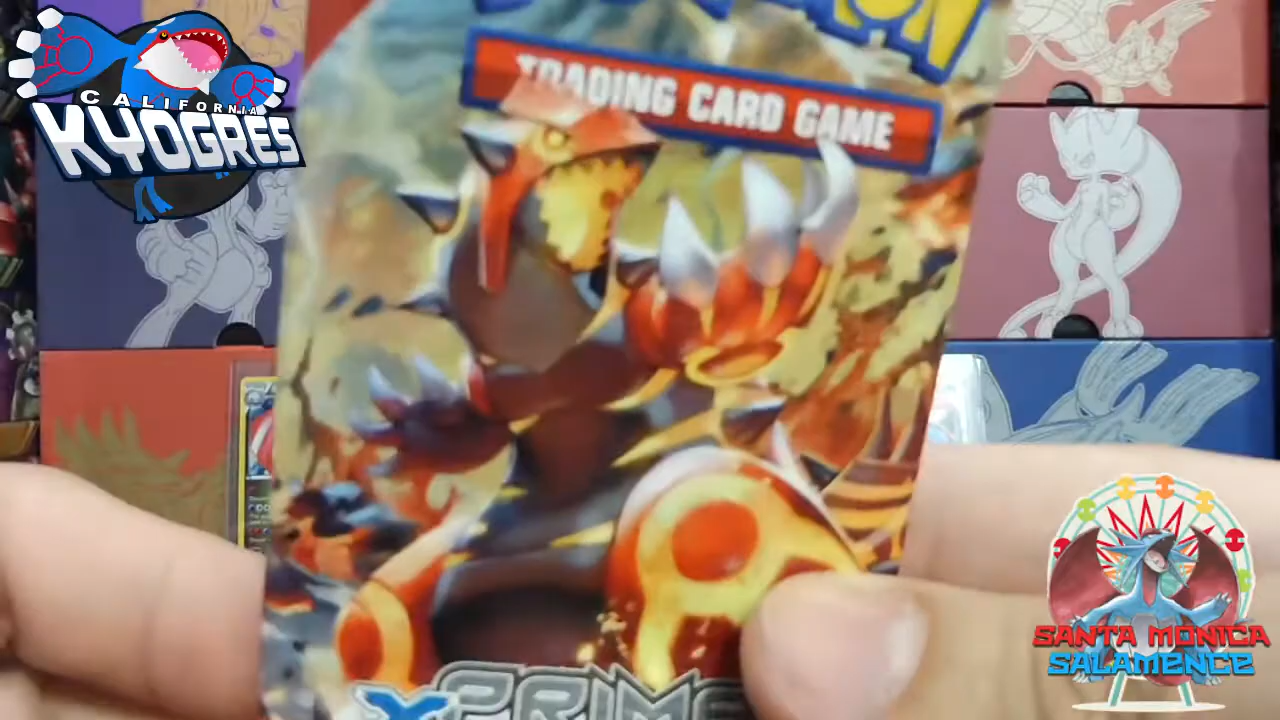 CALIFORNIA
KYOGRES
TRADING CARD GAME
SANTA MONICA
SALAMENCE